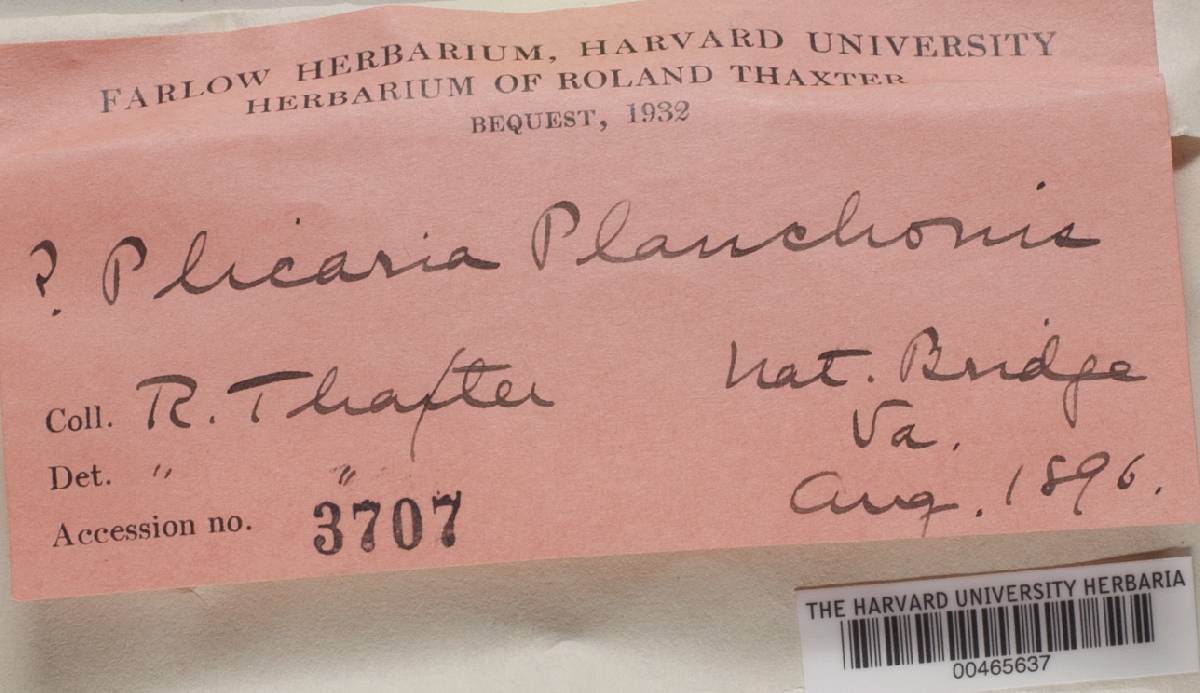 FARLOW HERBARIUM, HARVARD UNIVERSITY
HERBARIUM OF ROLAND THAXTER
BEQUEST, 1932
? Plicaria Planchonis
Coll. R. Thaxter
Nat. Bridge
Va.
Det. " "
Aug. 1896.
Accession no. 3707
THE HARVARD UNIVERSITY HERBARIA
00465637